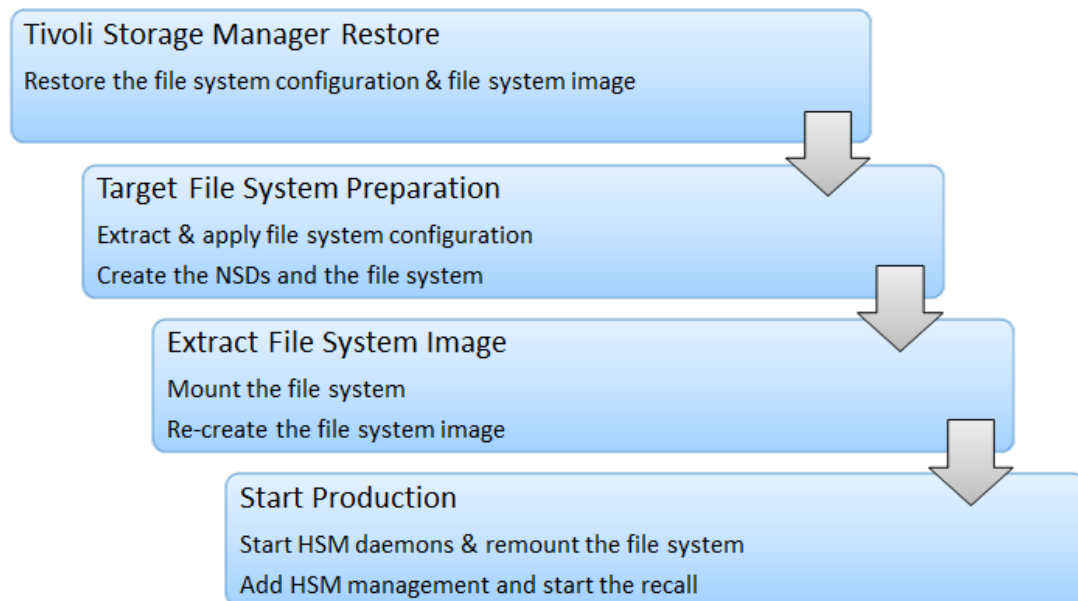 Tivoli Storage Manager Restore
Restore the file system configuration & file system image
Target File System Preparation
Extract & apply file system configuration
Create the NSDs and the file system
Extract File System Image
Mount the file system
Re-create the file system image
Start Production
Start HSM daemons & remount the file system
Add HSM management and start the recall